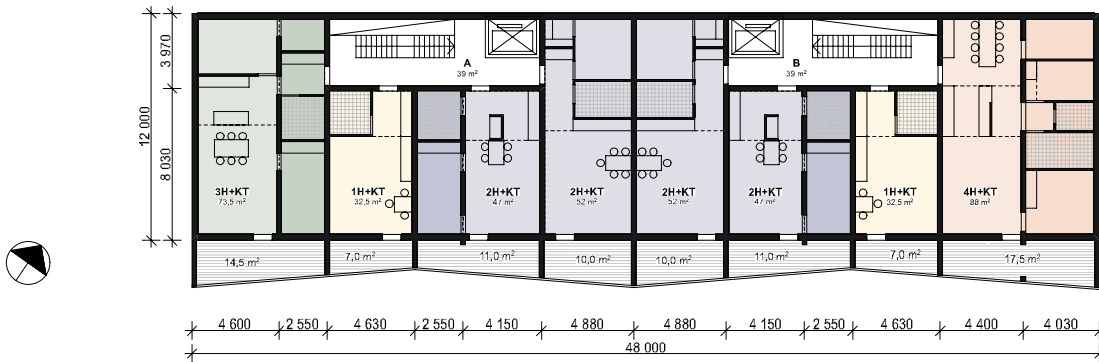 A
39 m²
B
39 m²
3 970
12 000
8 030
3H+KT
73,5 m²
1H+KT
32,5 m²
2H+KT
47 m²
2H+KT
52 m²
2H+KT
52 m²
2H+KT
47 m²
1H+KT
32,5 m²
4H+KT
88 m²
14,5 m²
7,0 m²
11,0 m²
10,0 m²
10,0 m²
11,0 m²
7,0 m²
17,5 m²
4 600 2 550 4 630 2 550 4 150 4 880 4 880 4 150 2 550 4 630 4 400 4 030
48 000